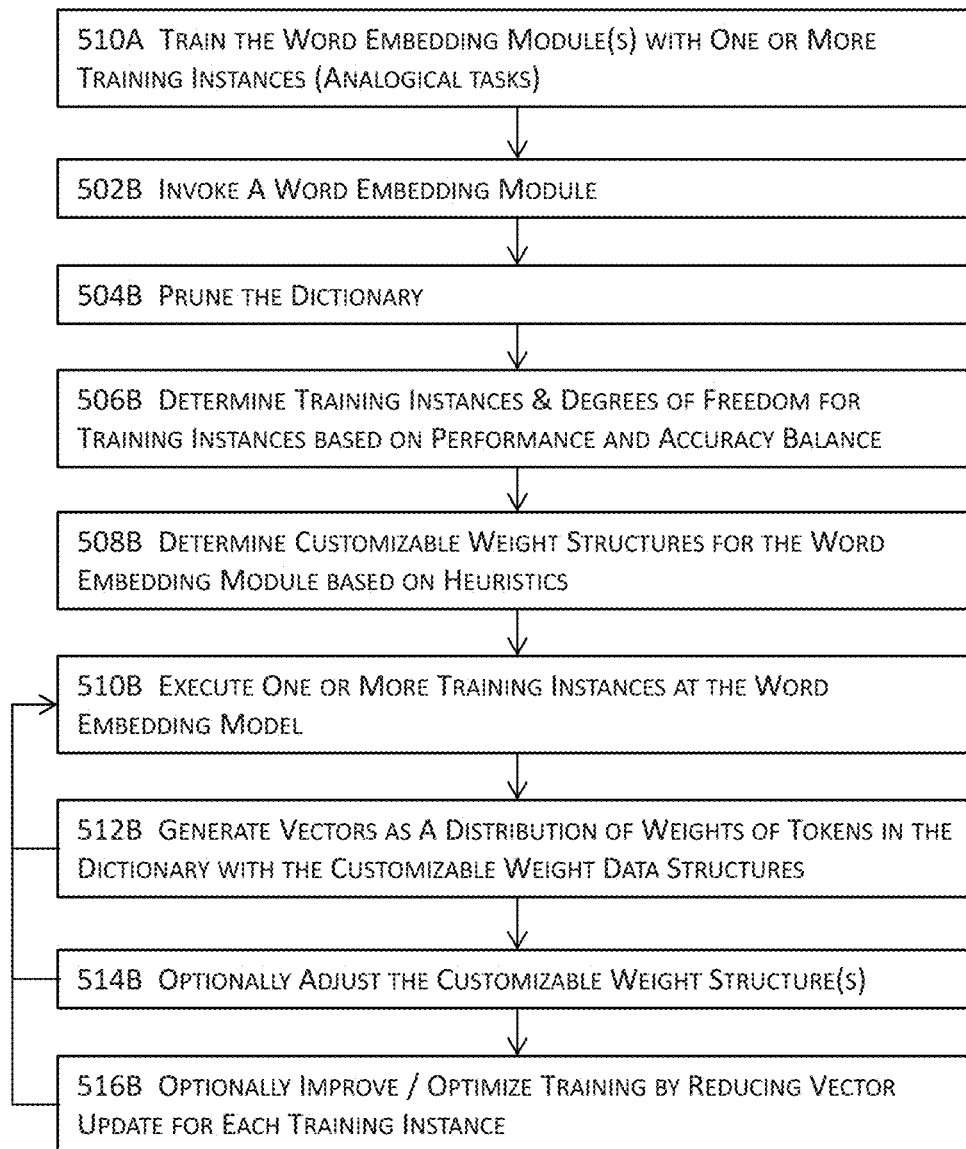 510A Train the Word Embedding Module(s) with One or More
Training Instances (Analogical tasks)
502B Invoke A Word Embedding Module
504B Prune the Dictionary
506B Determine Training Instances & Degrees of Freedom for
Training Instances based on Performance and Accuracy Balance
508B Determine Customizable Weight Structures for the Word
Embedding Module based on Heuristics
510B Execute One or More Training Instances at the Word
Embedding Model
512B Generate Vectors as A Distribution of Weights of Tokens in the
Dictionary with the Customizable Weight Data Structures
514B Optionally Adjust the Customizable Weight Structure(s)
516B Optionally Improve / Optimize Training by Reducing Vector
Update for Each Training Instance